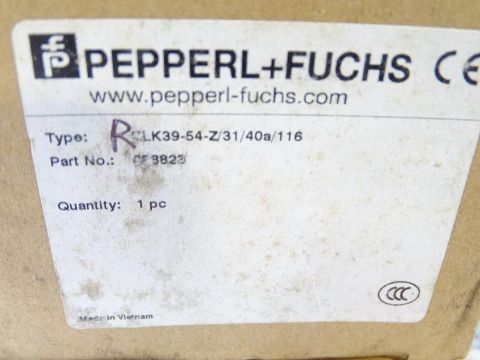 PEPPERL+FUCHS CE
www.pepperl-fuchs.com
Type: RLK39-54-Z/31/40a/116
Part No.:
Quantity: 1 pc
CCC
Made in Vietnam